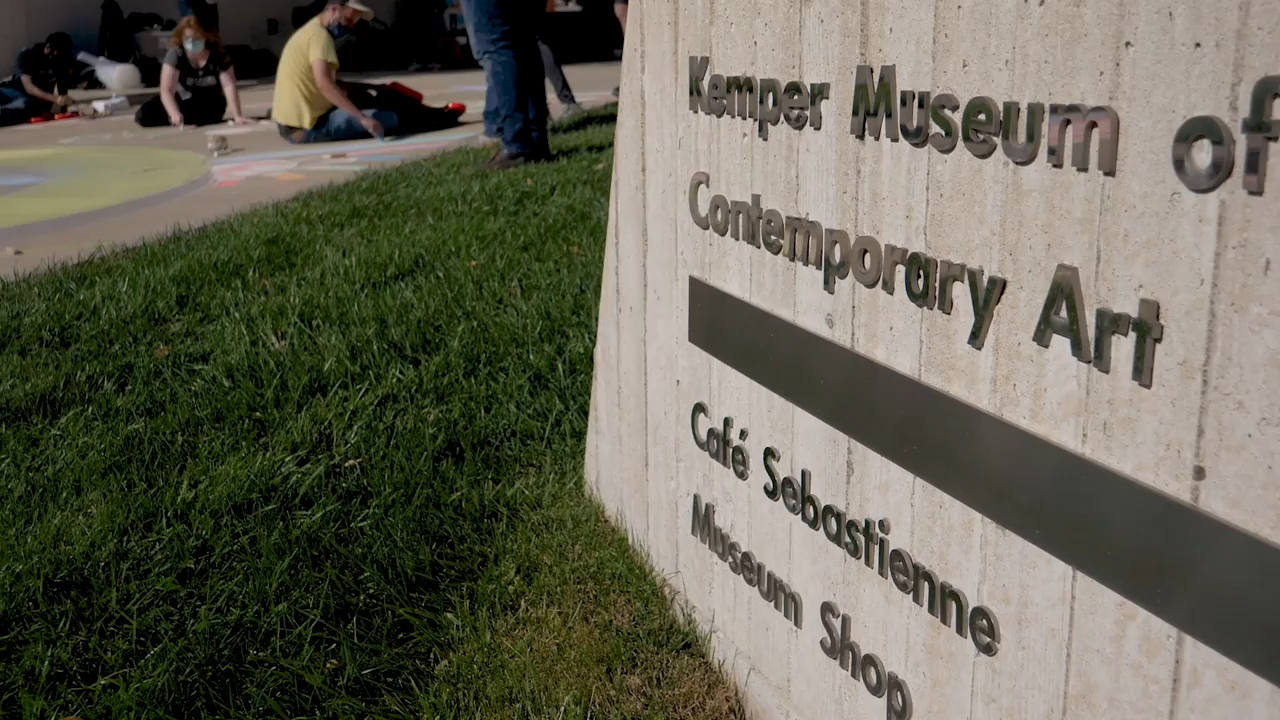 Kemper Museum of
Contemporary Art
Café Sebastienne
Museum Shop